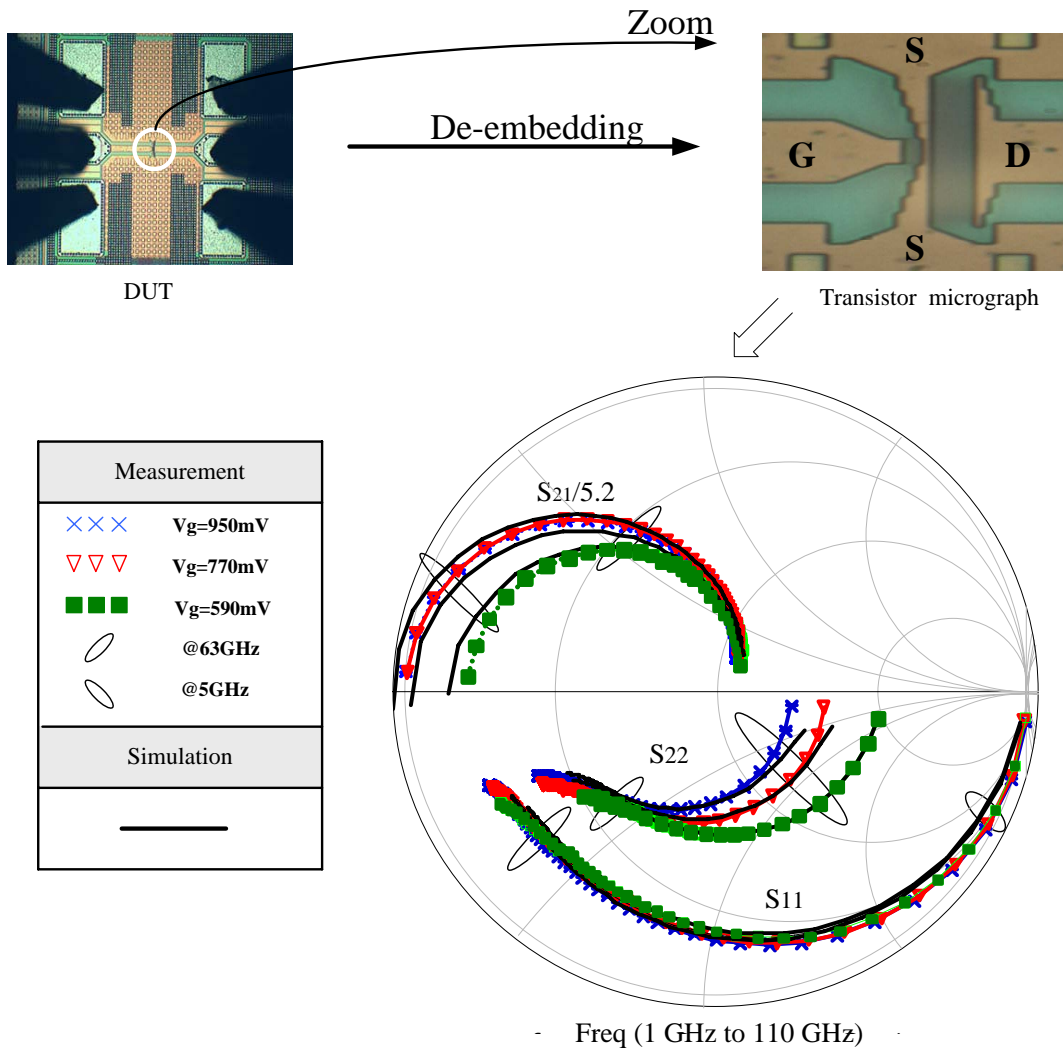 Zoom
De-embedding
S
G
D
S
DUT
Transistor micrograph
Measurement
Vg=950mV
Vg=770mV
Vg=590mV
@63GHz
@5GHz
Simulation
S21/5.2
S22
S11
- Freq (1 GHz to 110 GHz) -